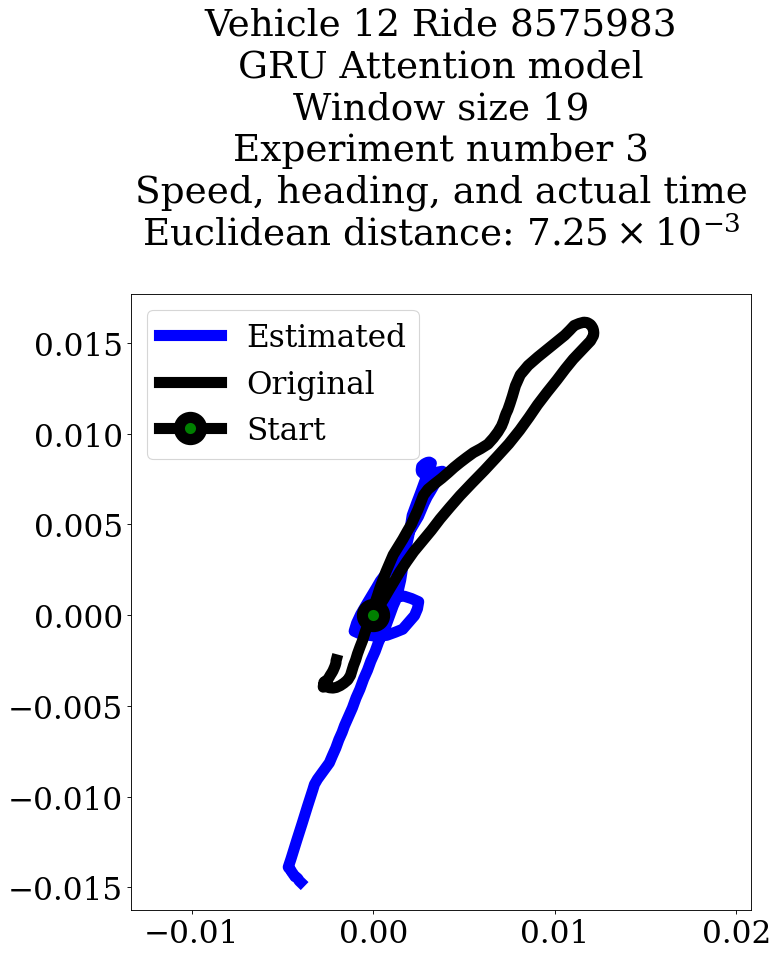 Vehicle 12 Ride 8575983
GRU Attention model
Window size 19
Experiment number 3
Speed, heading, and actual time
Euclidean distance: 7.25 × 10⁻³
Estimated
Original
Start
0.015
0.010
0.005
0.000
−0.005
−0.010
−0.015
−0.01
0.00
0.01
0.02